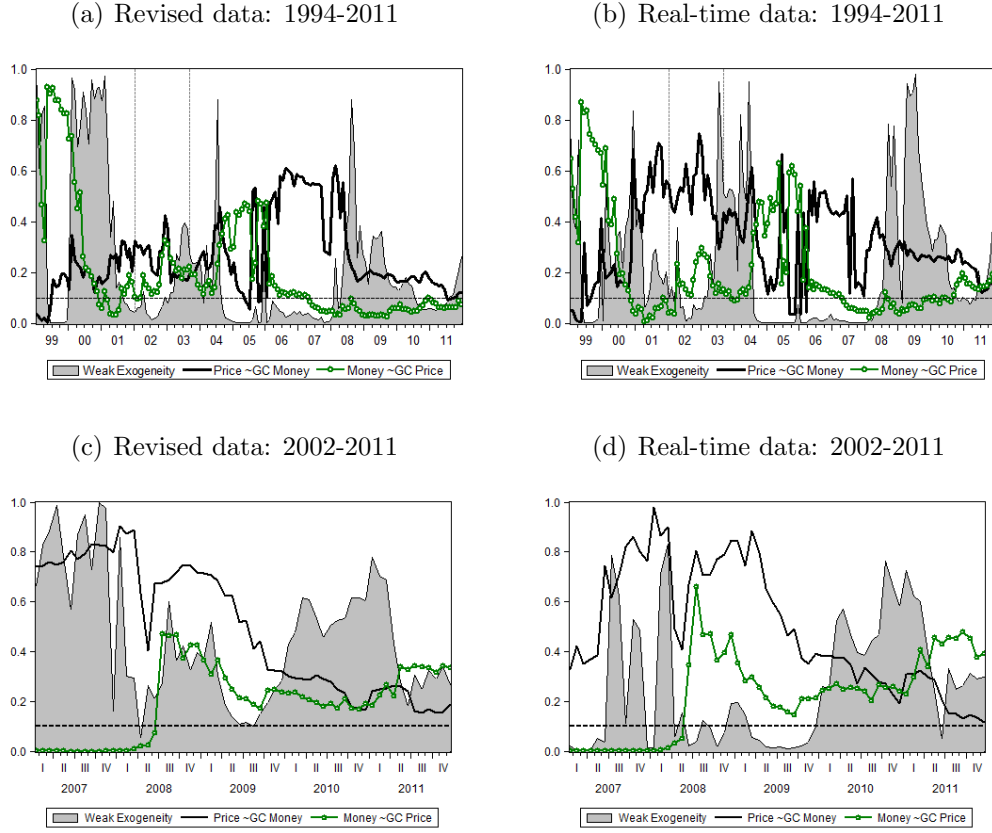 (a) Revised data: 1994-2011
1.0
0.8
0.6
0.4
0.2
0.0
99 00 01 02 03 04 05 06 07 08 09 10 11
Weak Exogeneity Price ~GC Money Money ~GC Price
(b) Real-time data: 1994-2011
1.0
0.8
0.6
0.4
0.2
0.0
99 00 01 02 03 04 05 06 07 08 09 10 11
Weak Exogeneity Price ~GC Money Money ~GC Price
(c) Revised data: 2002-2011
1.0
0.8
0.6
0.4
0.2
0.0
I II III IV I II III IV I II III IV I II III IV I II III IV
2007 2008 2009 2010 2011
Weak Exogeneity Price ~GC Money Money ~GC Price
(d) Real-time data: 2002-2011
1.0
0.8
0.6
0.4
0.2
0.0
I II III IV I II III IV I II III IV I II III IV I II III IV
2007 2008 2009 2010 2011
Weak Exogeneity Price ~GC Money Money ~GC Price